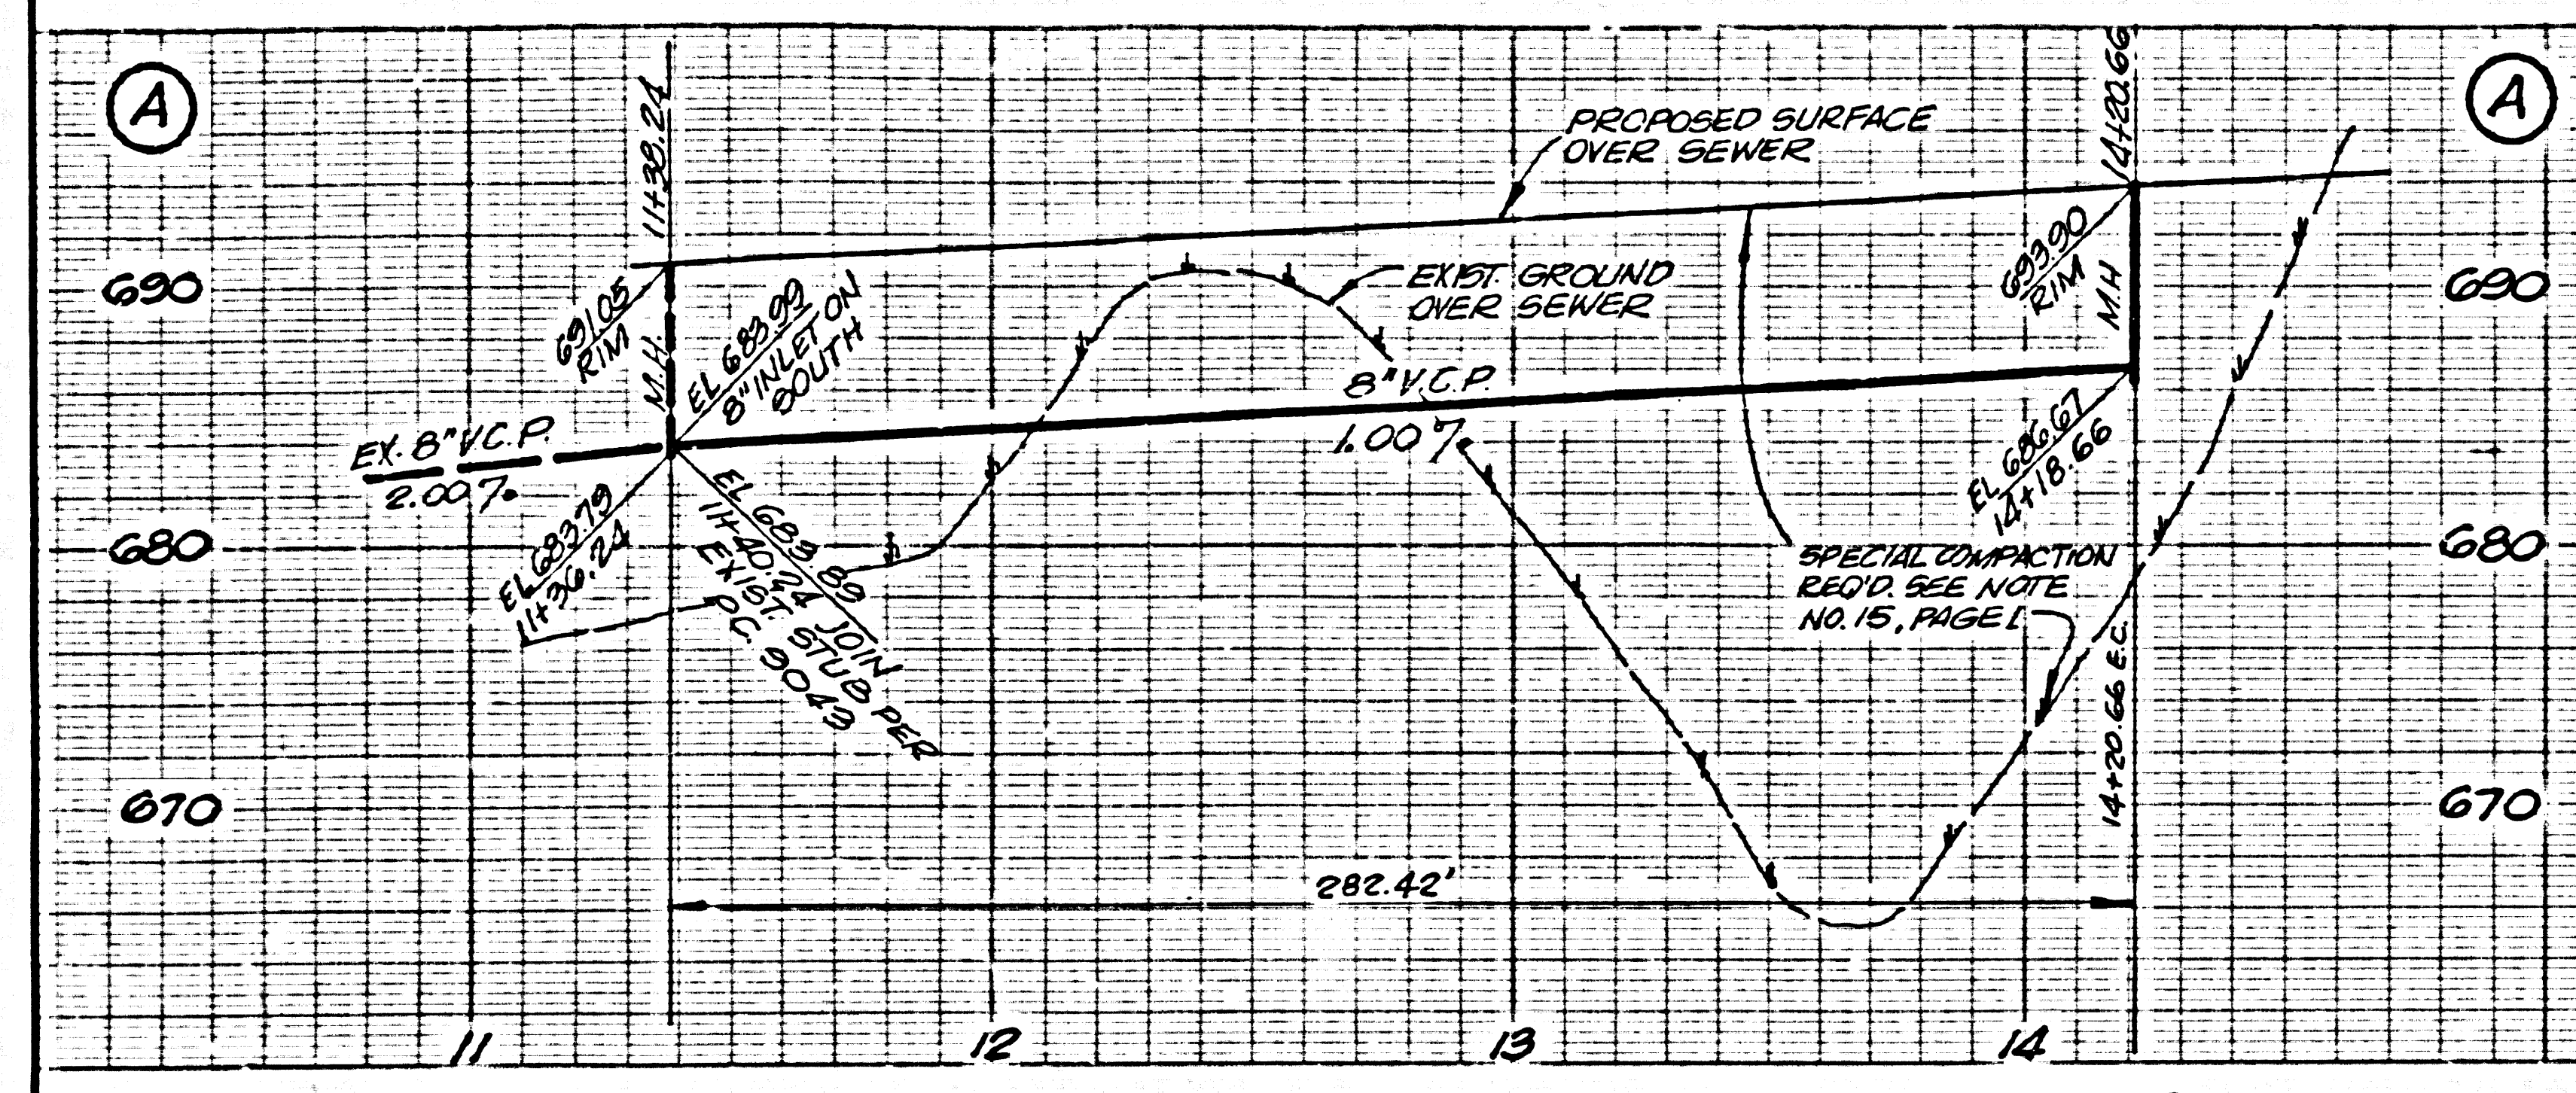 A
A
11+38.24
14+20.66
PROPOSED SURFACE
OVER SEWER
690
690
691.05
RIM
M.H.
EL 683.99
8" INLET ON
SOUTH
EXIST. GROUND
OVER SEWER
693.90
RIM
M.H
EX. 8" V.C.P.
2.00%
8" V.C.P.
1.00%
EL 686.67
14+18.66
680
680
EL 683.79
11+36.24
EL 683.89
11+40.24 JOIN
EXIST. STUB PER
P.C. 9049
SPECIAL COMPACTION
REQ'D. SEE NOTE
NO. 15, PAGE 1
14+20.66 E.C.
670
670
282.42'
11
12
13
14